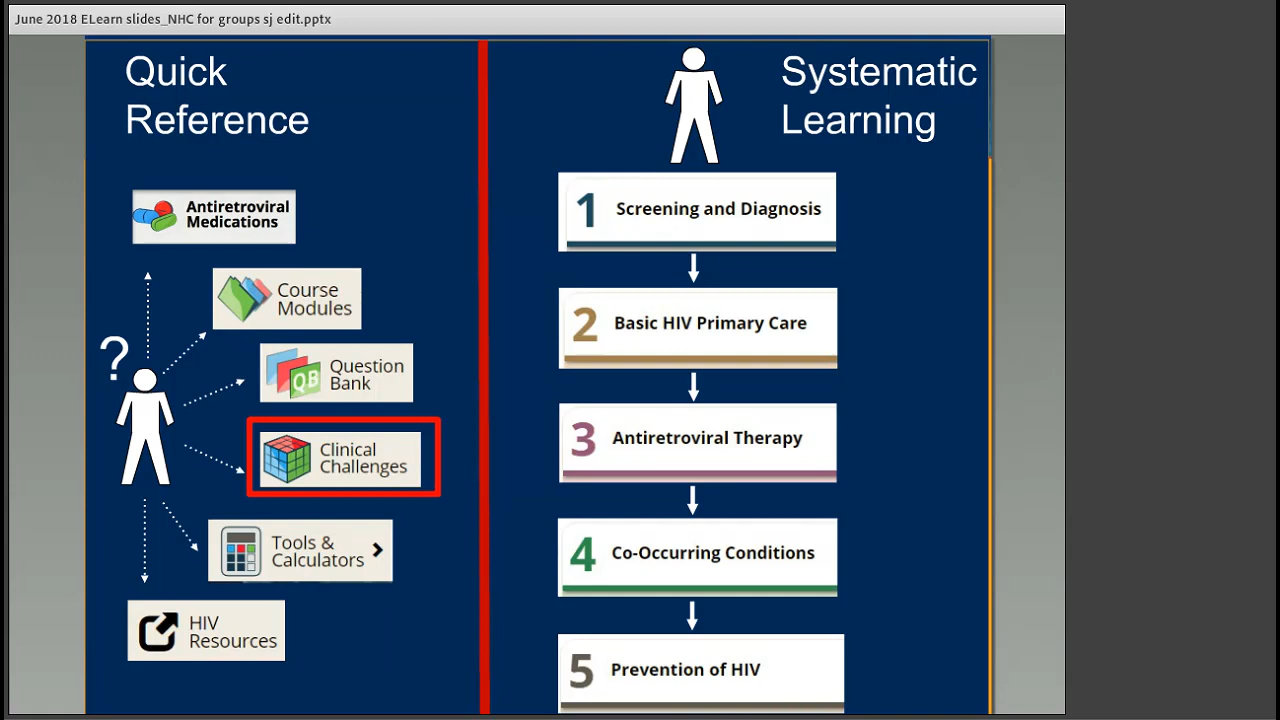 June 2018 ELearn slides_NHC for groups sj edit.pptx
Quick
Reference
Antiretroviral
Medications
Course
Modules
?
Question
Bank
QB
Clinical
Challenges
Tools &
Calculators
HIV
Resources
Systematic
Learning
1 Screening and Diagnosis
2 Basic HIV Primary Care
3 Antiretroviral Therapy
4 Co-Occurring Conditions
5 Prevention of HIV